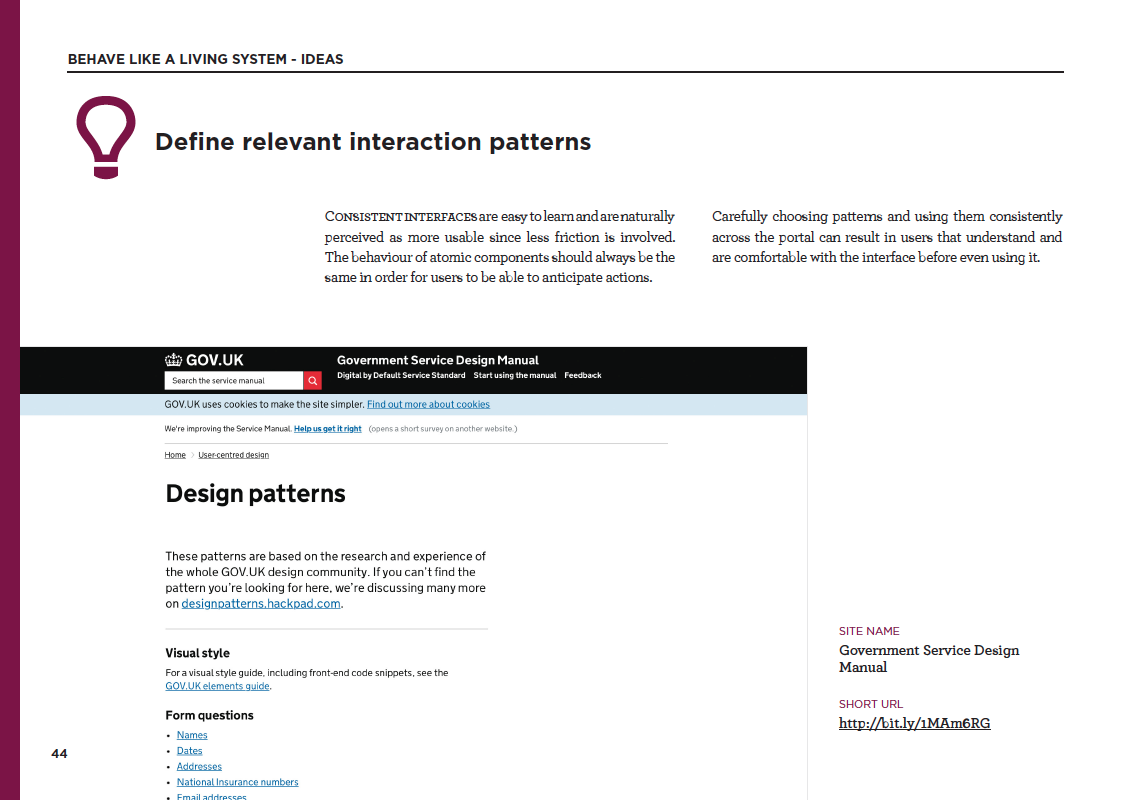 BEHAVE LIKE A LIVING SYSTEM - IDEAS
Define relevant interaction patterns
CONSISTENT INTERFACES are easy to learn and are naturally
perceived as more usable since less friction is involved.
The behaviour of atomic components should always be the
same in order for users to be able to anticipate actions.
Carefully choosing patterns and using them consistently
across the portal can result in users that understand and
are comfortable with the interface before even using it.
GOV.UK
Search the service manual
Government Service Design Manual
Digital by Default Service Standard Start using the manual Feedback
GOV.UK uses cookies to make the site simpler. Find out more about cookies
We're improving the Service Manual. Help us get it right (opens a short survey on another website.)
Home > User-centred design
Design patterns
These patterns are based on the research and experience of
the whole GOV.UK design community. If you can't find the
pattern you're looking for here, we're discussing many more
on designpatterns.hackpad.com.
Visual style
For a visual style guide, including front-end code snippets, see the
GOV.UK elements guide.
Form questions
• Names
• Dates
• Addresses
• National Insurance numbers
• Email addresses
SITE NAME
Government Service Design
Manual
SHORT URL
http://bit.ly/1MAm6RG
44